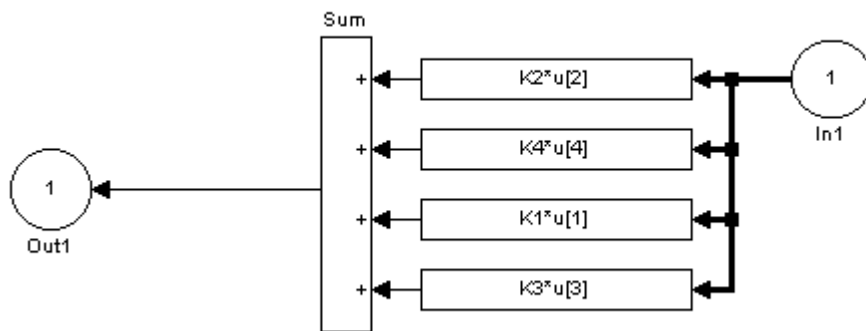 Sum
+
K2*u[2]
1
In1
+
K4*u[4]
1
Out1
+
K1*u[1]
+
K3*u[3]